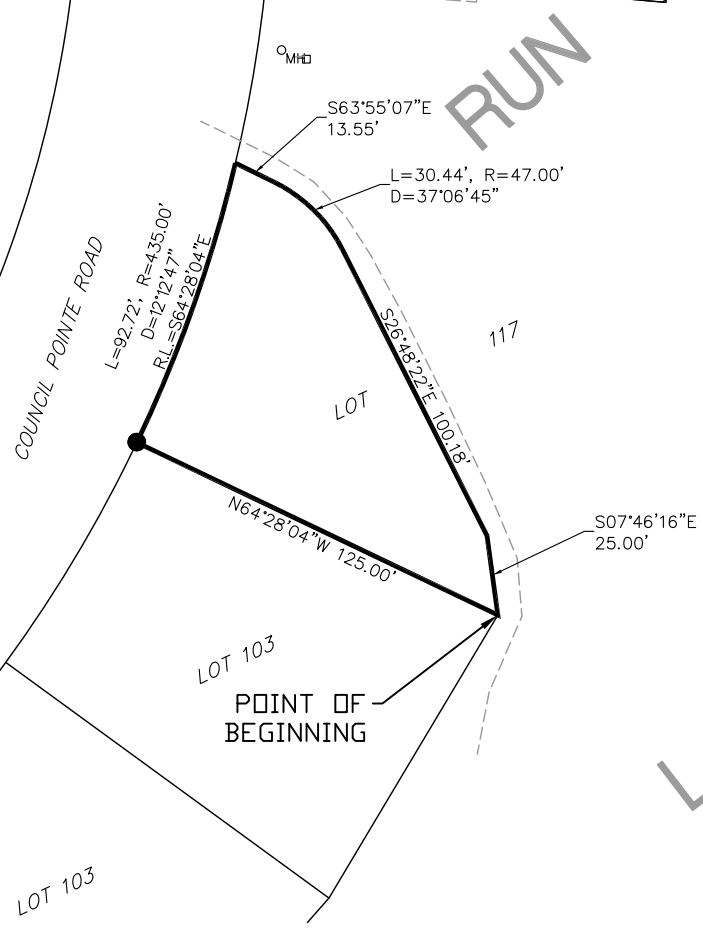 RUN
MH
S63°55'07"E
13.55'
L=30.44', R=47.00'
D=37°06'45"
L=92.72', R=435.00'
D=12°12'47"
R.L.=S64°28'04"E
COUNCIL POINTE ROAD
117
S26°48'22"E 100.18'
LOT
N64°28'04"W 125.00'
S07°46'16"E
25.00'
LOT 103
POINT OF
BEGINNING
L
LOT 103